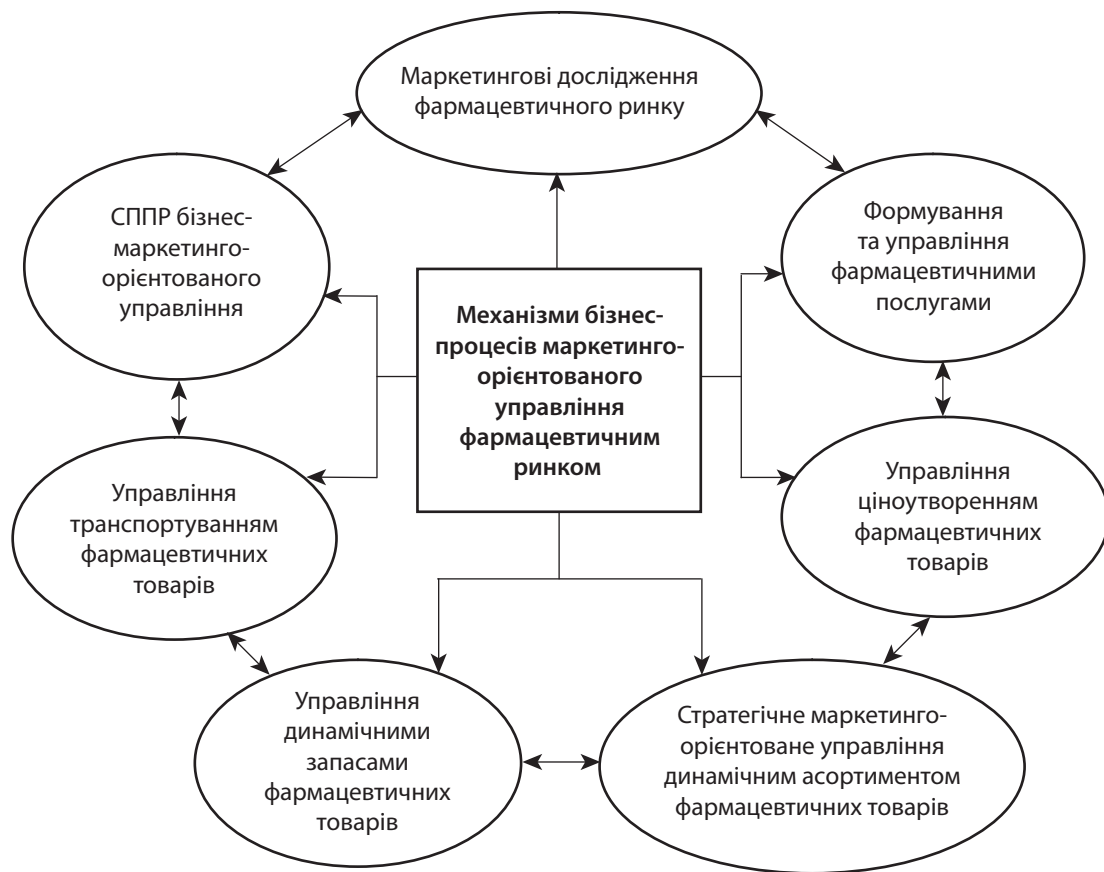 Маркетингові дослідження
фармацевтичного ринку
СППР бізнес-
маркетинго-
орієнтованого
управління
Формування
та управління
фармацевтичними
послугами
Механізми бізнес-
процесів маркетинго-
орієнтованого
управління
фармацевтичним
ринком
Управління
транспортуванням
фармацевтичних
товарів
Управління
ціноутворенням
фармацевтичних
товарів
Управління
динамічними
запасами
фармацевтичних
товарів
Стратегічне маркетинго-
орієнтоване управління
динамічним асортиментом
фармацевтичних товарів